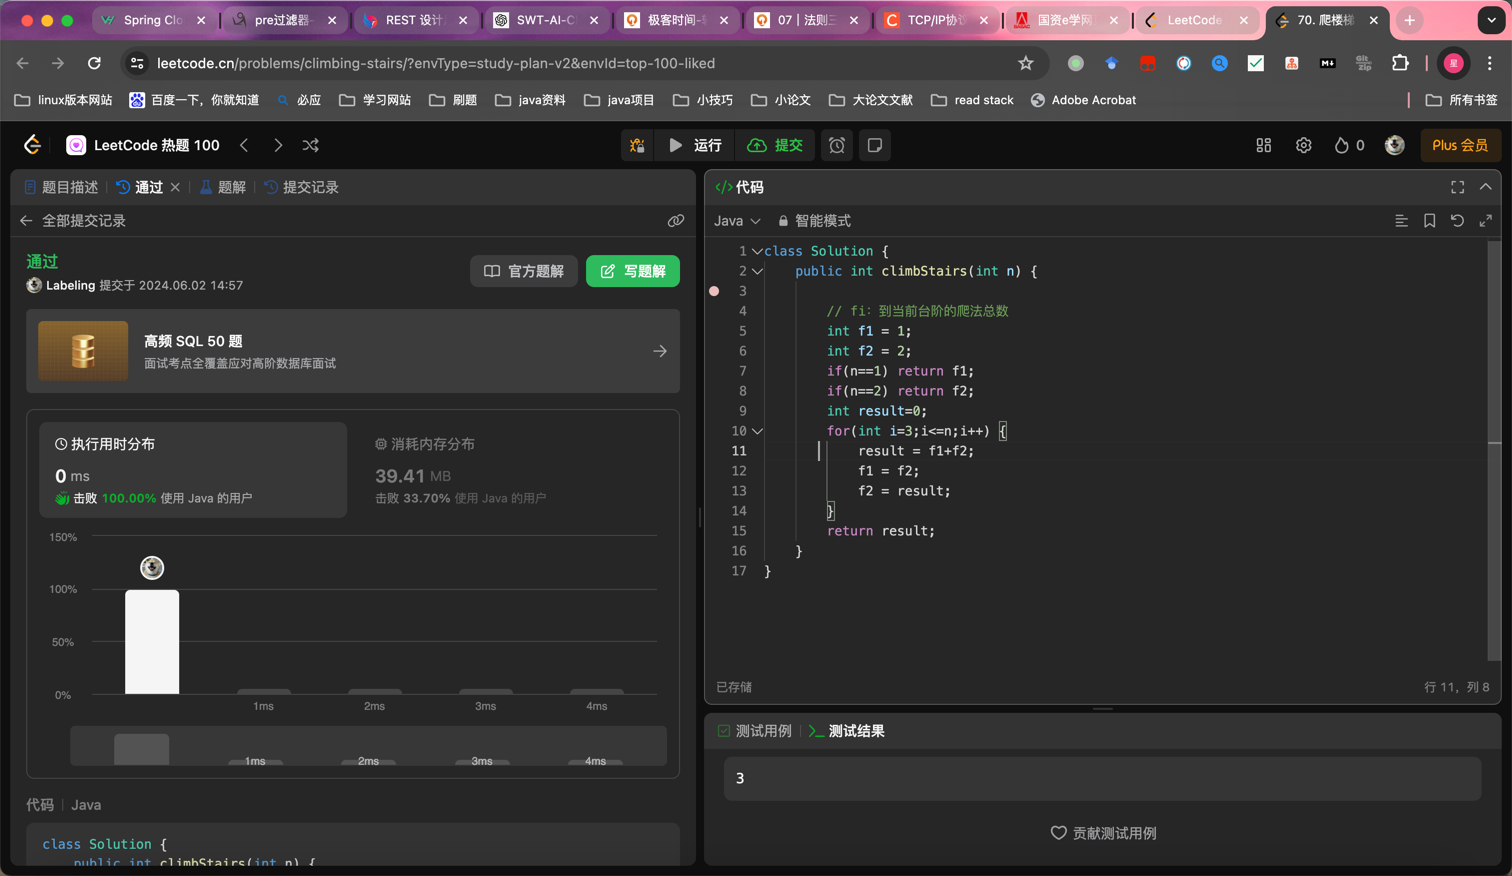 Spring Clo
pre过滤器-
REST 设计
SWT-AI-C
极客时间-
07 | 法则三
TCP/IP协议
国资e学网
LeetCode
70. 爬楼梯
leetcode.cn/problems/climbing-stairs/?envType=study-plan-v2&envId=top-100-liked
星
linux版本网站
百度一下，你就知道
必应
学习网站
刷题
java资料
java项目
小技巧
小论文
大论文文献
read stack
Adobe Acrobat
所有书签
LeetCode 热题 100
运行
提交
0
Plus 会员
题目描述
通过
题解
提交记录
全部提交记录
通过
Labeling 提交于 2024.06.02 14:57
官方题解
写题解
高频 SQL 50 题
面试考点全覆盖应对高阶数据库面试
执行用时分布
0 ms
击败 100.00% 使用 Java 的用户
消耗内存分布
39.41 MB
击败 33.70% 使用 Java 的用户
150%
100%
50%
0%
1ms
2ms
3ms
4ms
1ms
2ms
3ms
4ms
代码 | Java
class Solution {
public int climbStairs(int n) {
</> 代码
Java
智能模式
1 class Solution {
2 public int climbStairs(int n) {
3
4 // fi: 到当前台阶的爬法总数
5 int f1 = 1;
6 int f2 = 2;
7 if(n==1) return f1;
8 if(n==2) return f2;
9 int result=0;
10 for(int i=3;i<=n;i++) {
11 result = f1+f2;
12 f1 = f2;
13 f2 = result;
14 }
15 return result;
16 }
17 }
已存储
行 11, 列 8
测试用例
测试结果
3
贡献测试用例